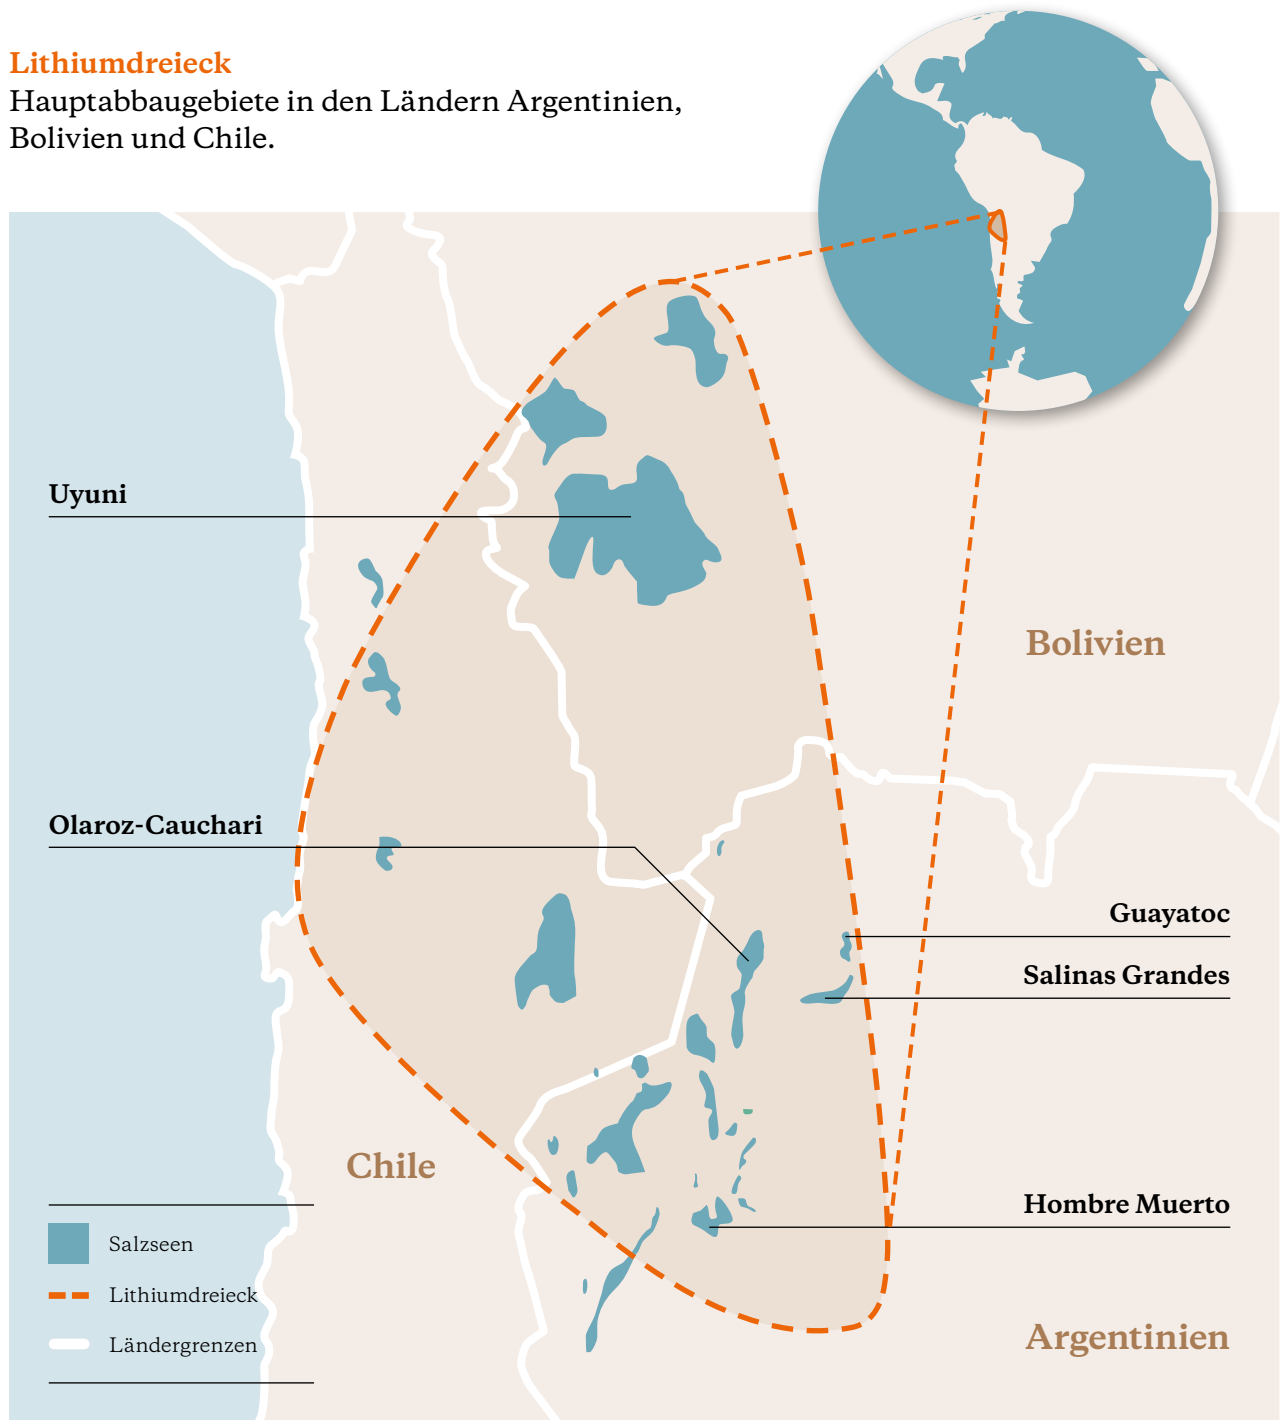 Lithiumdreieck
Hauptabbaugebiete in den Ländern Argentinien,
Bolivien und Chile.
Uyuni
Bolivien
Olaroz-Cauchari
Guayatoc
Salinas Grandes
Chile
Hombre Muerto
Salzseen
Lithiumdreieck
Argentinien
Ländergrenzen